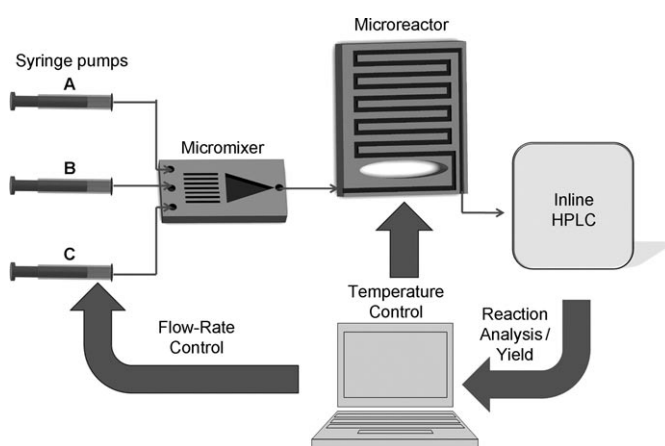 Microreactor
Syringe pumps
A
Micromixer
B
Inline
HPLC
C
Temperature
Control
Flow-Rate
Control
Reaction
Analysis /
Yield